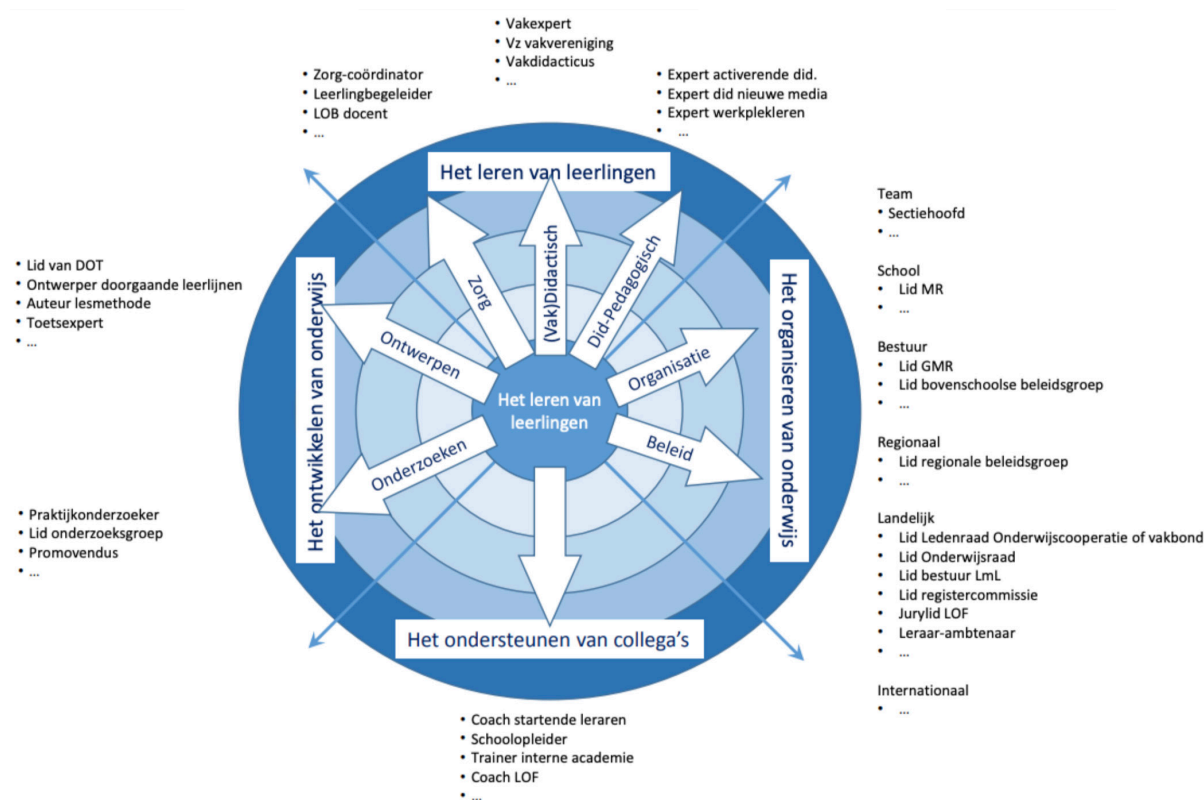 • Vakexpert
• Vz vakvereniging
• Vakdidacticus
• ...
• Zorg-coördinator
• Leerlingbegeleider
• LOB docent
• ...
• Expert activerende did.
• Expert did nieuwe media
• Expert werkplekleren
• ...
Het leren van leerlingen
Zorg
(Vak)Didactisch
Did-Pedagogisch
Ontwerpen
Organisatie
Het leren van
leerlingen
Onderzoeken
Beleid
Het ontwikkelen van onderwijs
Het organiseren van onderwijs
Het ondersteunen van collega's
• Lid van DOT
• Ontwerper doorgaande leerlijnen
• Auteur lesmethode
• Toetsexpert
• ...
• Praktijkonderzoeker
• Lid onderzoeksgroep
• Promovendus
• ...
Team
• Sectiehoofd
• ...
School
• Lid MR
• ...
Bestuur
• Lid GMR
• Lid bovenschoolse beleidsgroep
• ...
Regionaal
• Lid regionale beleidsgroep
• ...
Landelijk
• Lid Ledenraad Onderwijscooperatie of vakbond
• Lid Onderwijsraad
• Lid bestuur LmL
• Lid registercommissie
• Jurylid LOF
• Leraar-ambtenaar
• ...
Internationaal
• ...
• Coach startende leraren
• Schoolopleider
• Trainer interne academie
• Coach LOF
• ...